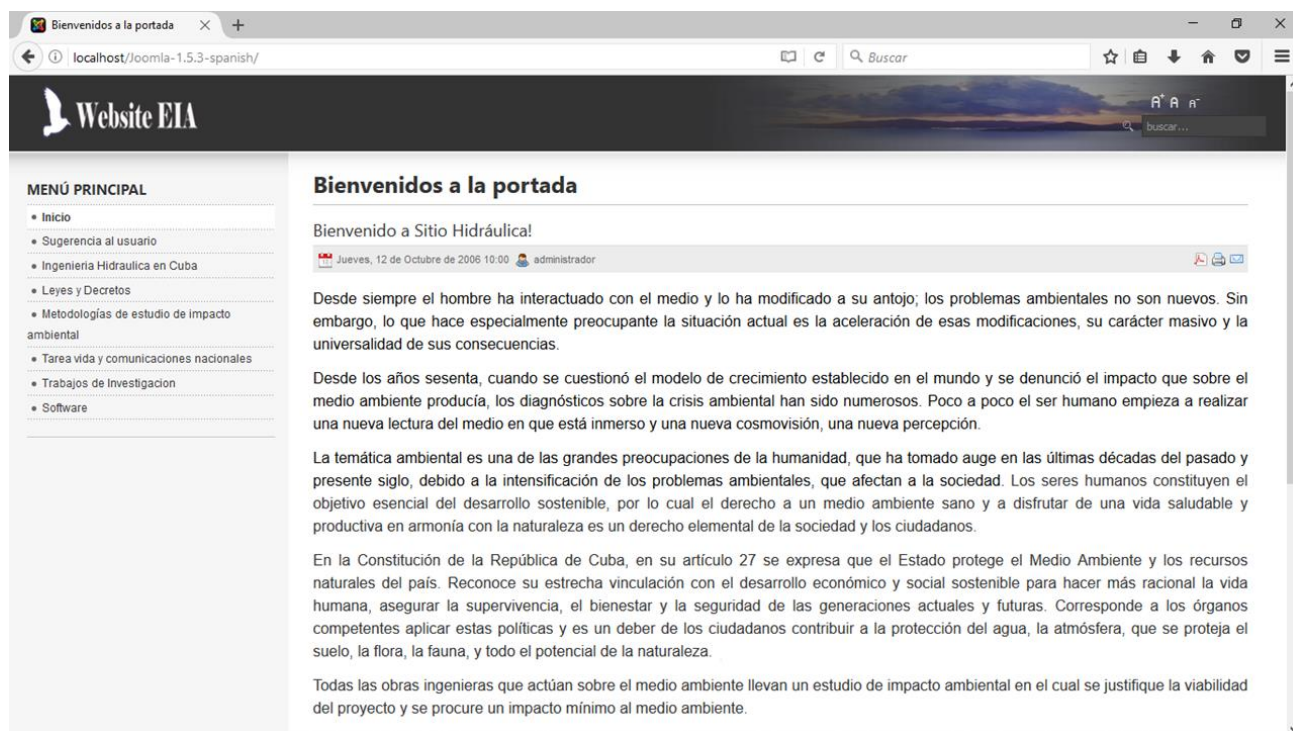 Bienvenidos a la portada
localhost/Joomla-1.5.3-spanish/
Buscar
Website EIA
A+ A A-
buscar...
MENÚ PRINCIPAL
Inicio
Sugerencia al usuario
Ingenieria Hidraulica en Cuba
Leyes y Decretos
Metodologías de estudio de impacto
ambiental
Tarea vida y comunicaciones nacionales
Trabajos de Investigacion
Software
Bienvenidos a la portada
Bienvenido a Sitio Hidráulica!
Jueves, 12 de Octubre de 2006 10:00 administrador
Desde siempre el hombre ha interactuado con el medio y lo ha modificado a su antojo; los problemas ambientales no son nuevos. Sin
embargo, lo que hace especialmente preocupante la situación actual es la aceleración de esas modificaciones, su carácter masivo y la
universalidad de sus consecuencias.
Desde los años sesenta, cuando se cuestionó el modelo de crecimiento establecido en el mundo y se denunció el impacto que sobre el
medio ambiente producía, los diagnósticos sobre la crisis ambiental han sido numerosos. Poco a poco el ser humano empieza a realizar
una nueva lectura del medio en que está inmerso y una nueva cosmovisión, una nueva percepción.
La temática ambiental es una de las grandes preocupaciones de la humanidad, que ha tomado auge en las últimas décadas del pasado y
presente siglo, debido a la intensificación de los problemas ambientales, que afectan a la sociedad. Los seres humanos constituyen el
objetivo esencial del desarrollo sostenible, por lo cual el derecho a un medio ambiente sano y a disfrutar de una vida saludable y
productiva en armonía con la naturaleza es un derecho elemental de la sociedad y los ciudadanos.
En la Constitución de la República de Cuba, en su artículo 27 se expresa que el Estado protege el Medio Ambiente y los recursos
naturales del país. Reconoce su estrecha vinculación con el desarrollo económico y social sostenible para hacer más racional la vida
humana, asegurar la supervivencia, el bienestar y la seguridad de las generaciones actuales y futuras. Corresponde a los órganos
competentes aplicar estas políticas y es un deber de los ciudadanos contribuir a la protección del agua, la atmósfera, que se proteja el
suelo, la flora, la fauna, y todo el potencial de la naturaleza.
Todas las obras ingenieras que actúan sobre el medio ambiente llevan un estudio de impacto ambiental en el cual se justifique la viabilidad
del proyecto y se procure un impacto mínimo al medio ambiente.